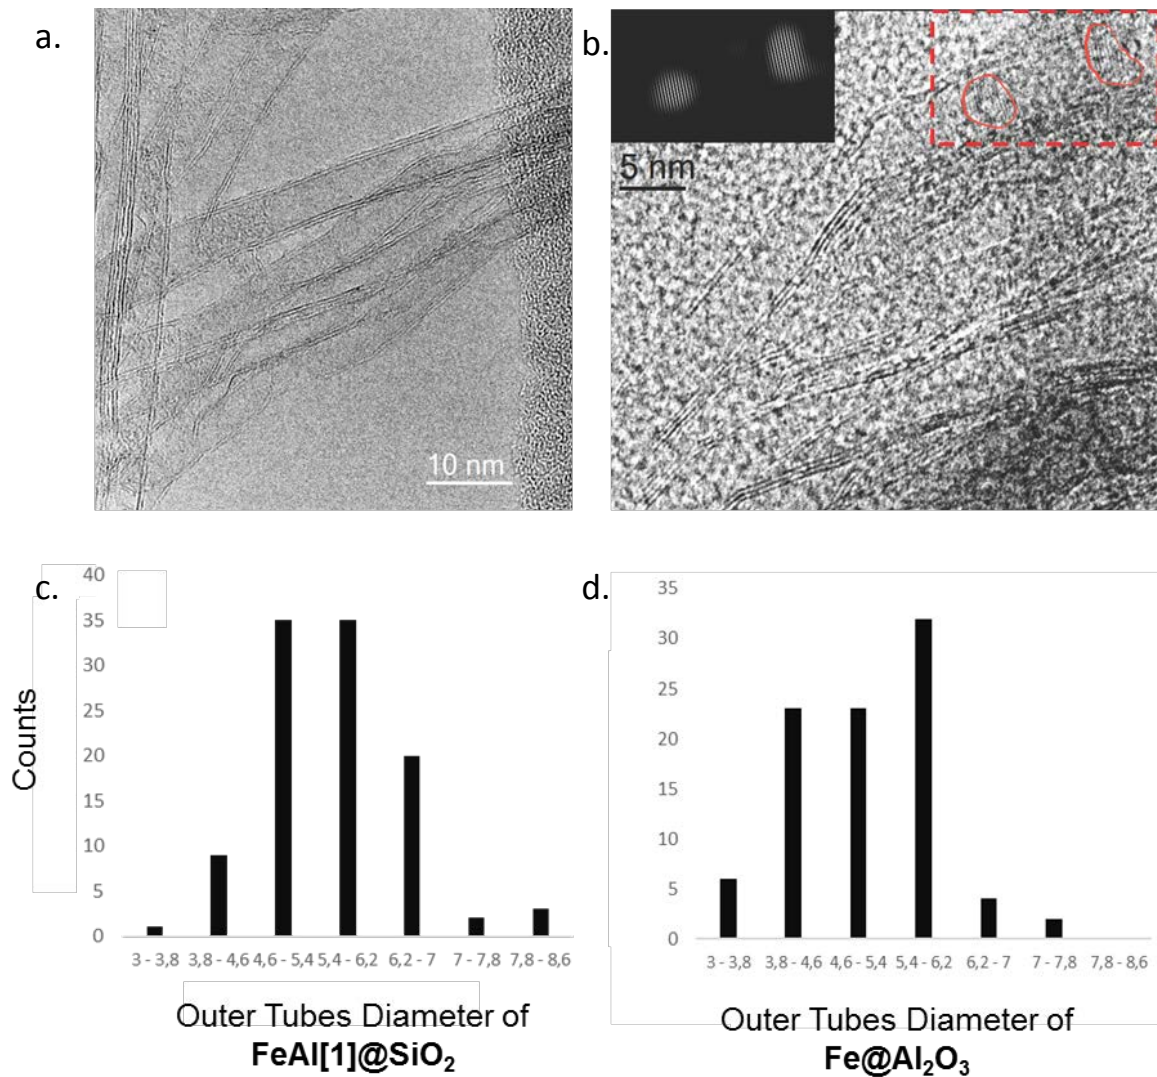 a.
10 nm
b.
5 nm
c.
Counts
40
35
30
25
20
15
10
5
0
3 - 3,8 3,8 - 4,6 4,6 - 5,4 5,4 - 6,2 6,2 - 7 7 - 7,8 7,8 - 8,6
Outer Tubes Diameter of
FeAl[1]@SiO₂
d.
35
30
25
20
15
10
5
0
3 - 3,8 3,8 - 4,6 4,6 - 5,4 5,4 - 6,2 6,2 - 7 7 - 7,8 7,8 - 8,6
Outer Tubes Diameter of
Fe@Al₂O₃